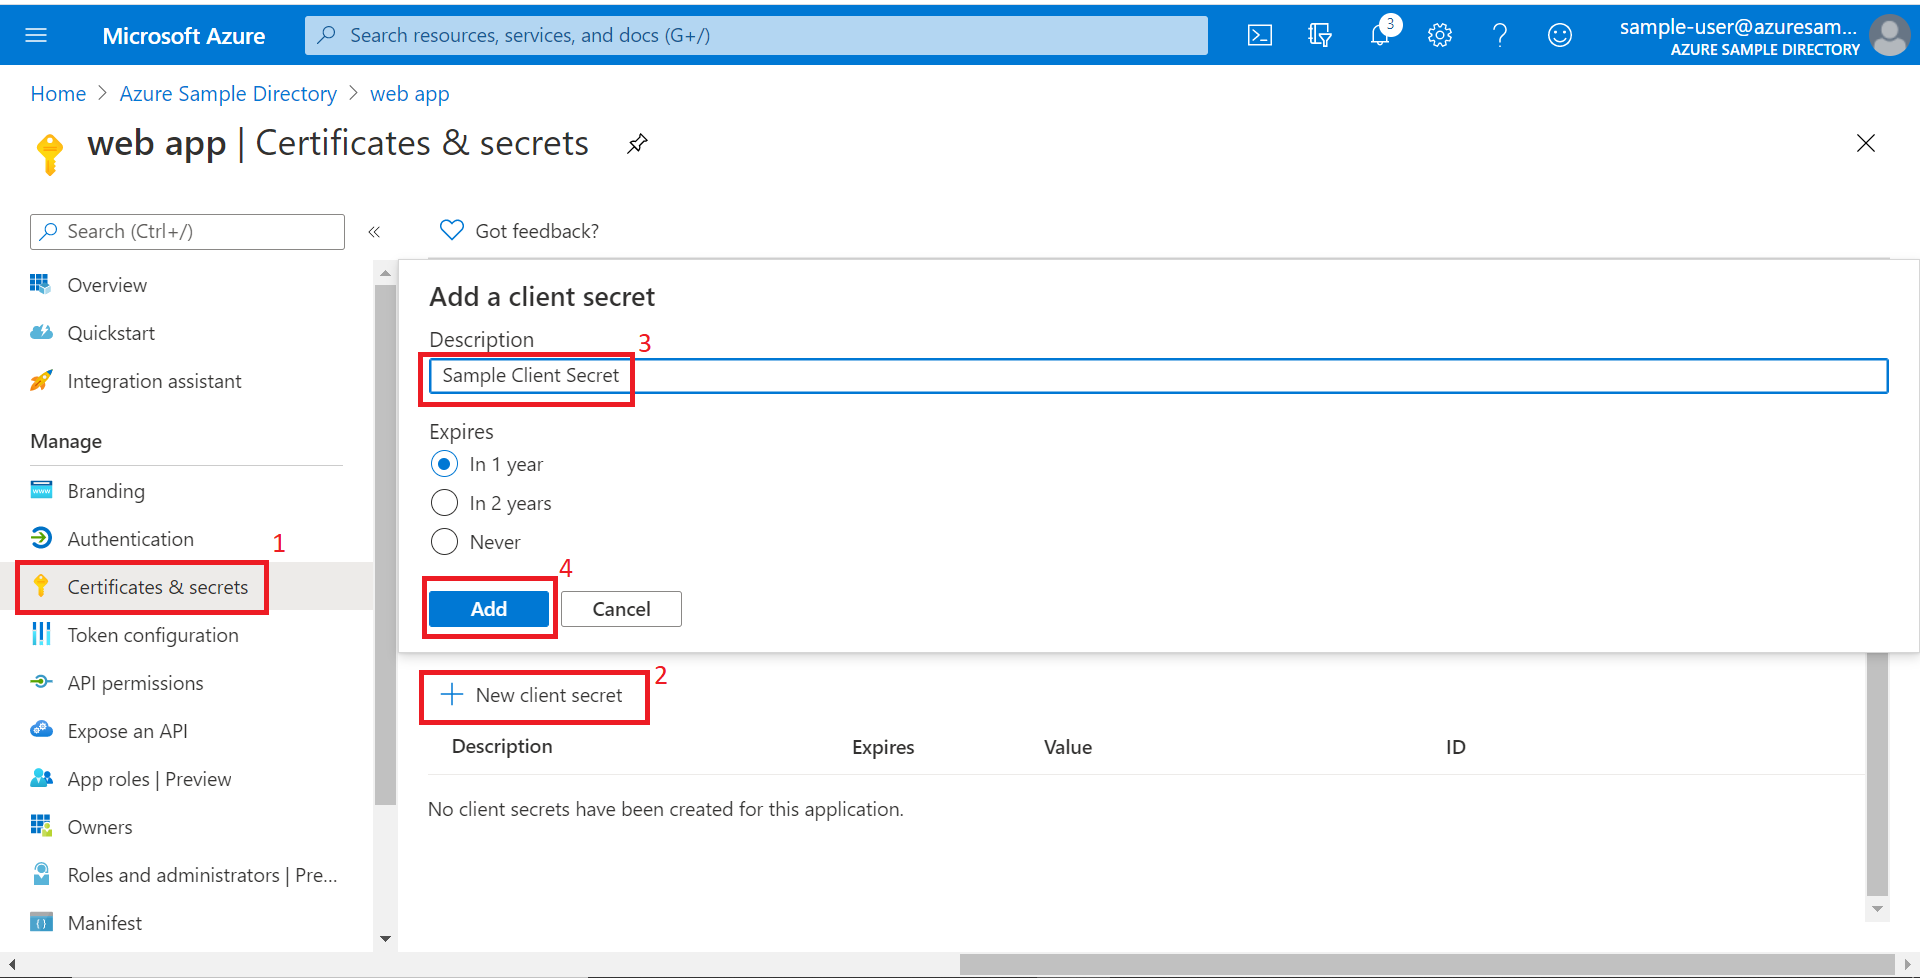 Microsoft Azure
Search resources, services, and docs (G+/)
3
sample-user@azuresam...
AZURE SAMPLE DIRECTORY
Home > Azure Sample Directory > web app
web app | Certificates & secrets
Search (Ctrl+/)
«
Got feedback?
Overview
Quickstart
Integration assistant
Manage
Branding
Authentication
1
Certificates & secrets
Token configuration
API permissions
Expose an API
App roles | Preview
Owners
Roles and administrators | Pre...
Manifest
Add a client secret
Description
3
Sample Client Secret
Expires
In 1 year
In 2 years
Never
4
Add
Cancel
2
New client secret
Description Expires Value ID
No client secrets have been created for this application.